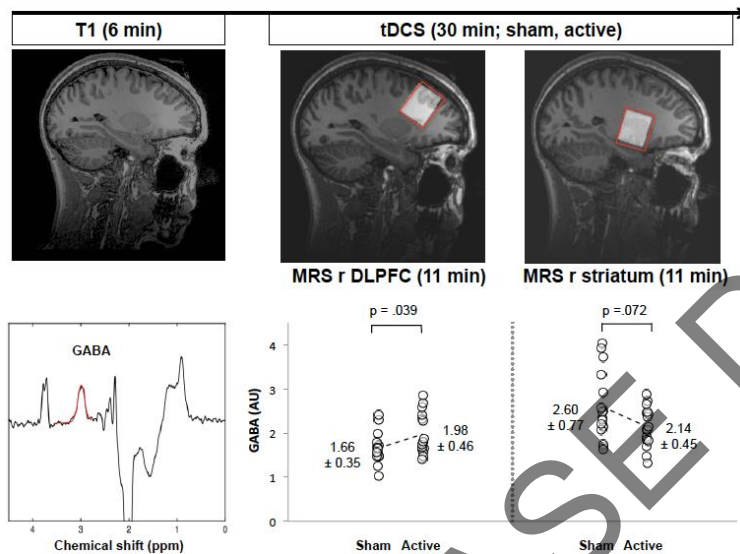 T1 (6 min)
tDCS (30 min; sham, active)
MRS r DLPFC (11 min)
MRS r striatum (11 min)
GABA
4
2
0
Chemical shift (ppm)
p = .039
p =.072
GABA (AU)
4
3
2
1
0
1.66
± 0.35
1.98
± 0.46
2.60
± 0.77
2.14
± 0.45
Sham Active
Sham Active
ASE D